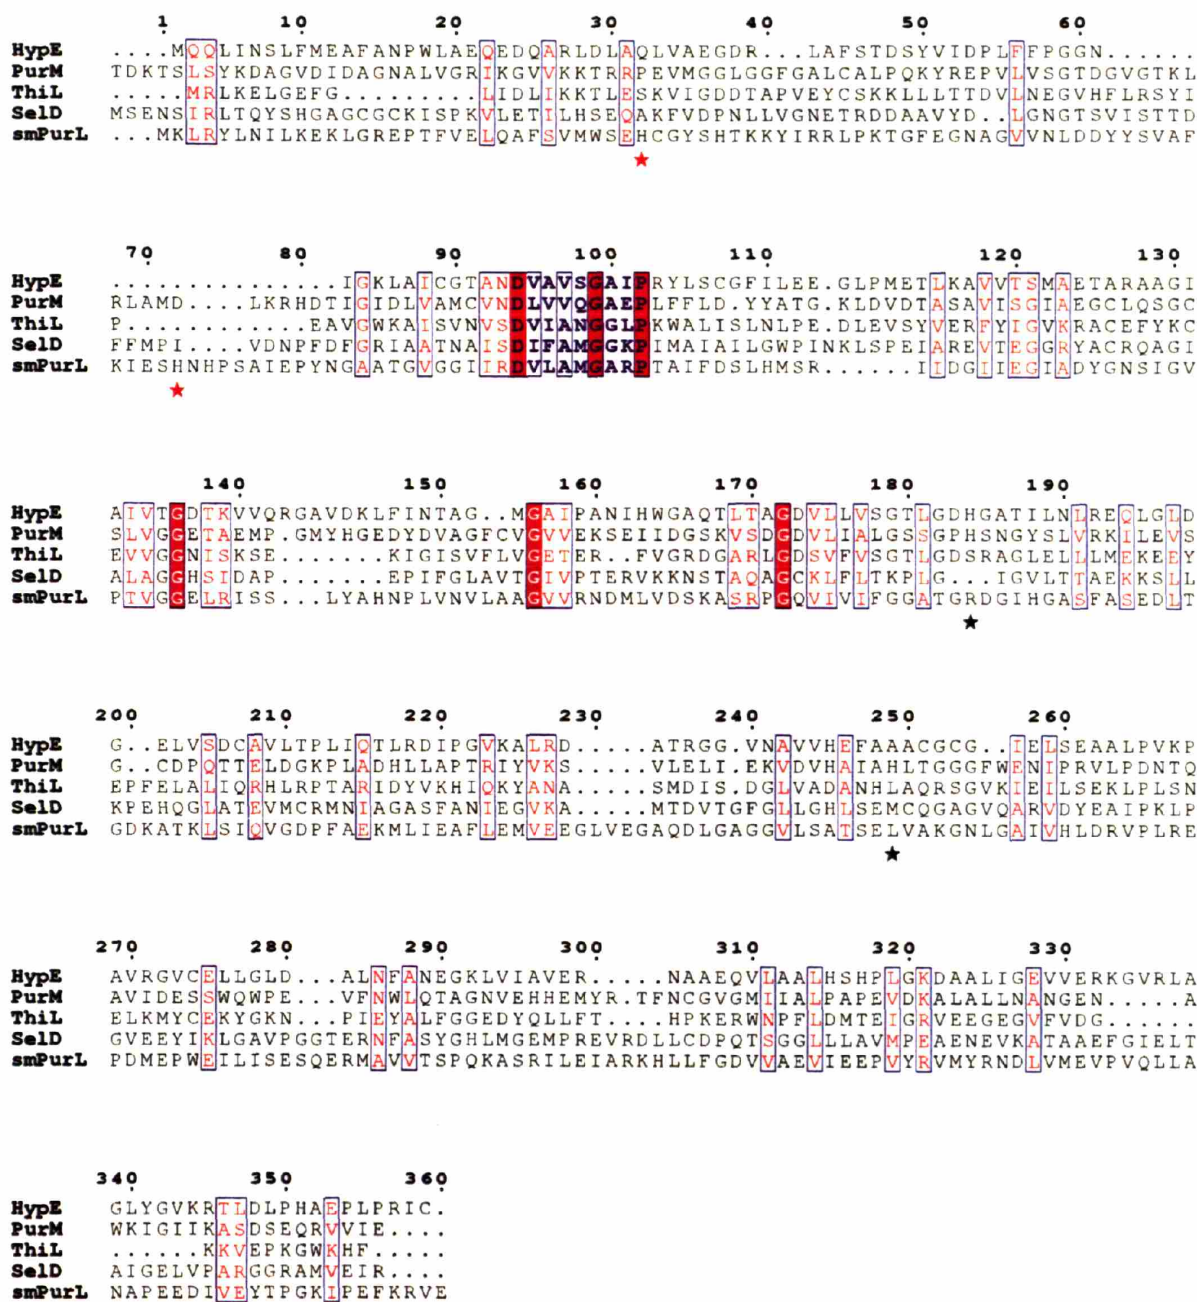 1 10 20 30 40 50 60
HypE ....MQQLINSLFMEAFANPWLAEQEDQARLDLAQLVAEGDR...LAFSTDSYVIDPLFFPGGN......
PurM TDKTSLSYKDAGVDIDAGNALVGRIKGVVKKTRRPEVMGGLGGFGALCALPQKYREPVLVSGTDGVGTKL
ThiL .....MRLKELGEFG.........LIDLIKKTLESKVIGDDTAPVEYCSKKLLLTTDVLNEGVHFLRSYI
SelD MSENSIRLTQYSHGAGCGCKISPKVLETILHSEQAKFVDPNLLVGNETRDDAAVYD..LGNGTSVISTTD
smPurL ...MKLRYLNILKEKLGREPTFVELQAFSVMWSEHCGYSHTKKYIRRLPKTGFEGNAGVVNLDDYYSVAF
70 80 90 100 110 120 130
HypE ...............IGKLAICGTANDVAVSGAIPRYLSCGFILEE.GLPMETLKAVVTSMAETARAAGI
PurM RLAMD....LKRHDTIGIDLVAMCVNDLVVQGAEPLFFLD.YYATG.KLDVDTASAVISGIAEGCLQSGC
ThiL P............EAVGWKAISVNVSDVIANGGLPKWALISLNLPE.DLEVSYVERFYIGVKRACEFYKC
SelD FFMPI....VDNPFDFGRIAATNAISDIFAMGGKPIMAIAILGWPINKLSPEIAREVTEGGRYACRQAGI
smPurL KIESHNHPSAIEPYNGAATGVGGIIRDVLAMGARPTAIFDSLHMSR......IIDGIIEGIADYGNSIGV
140 150 160 170 180 190
HypE AIVTGDTKVVQRGAVDKLFINTAG..MGAIPANIHWGAQTLTAGDVLLVSGTLGDHGATILNLREQLGLD
PurM SLVGGETAEMP.GMYHGEDYDVAGFCVGVVEKSEIIDGSKVSDGDVLIALGSSGPHSNGYSLVRKILEVS
ThiL EVVGGNISKSE.....KIGISVFLVGETER..FVGRDGARLGDSVFVSGTLGDSRAGLELLLMEKEEY
SelD ALAGGHSIDAP.......EPIFGLAVTGIVPTERVKKNSTAQAGCKLFLTKPLG...IGVLTTAEKKSLL
smPurL PTVGGELRISS...LYAHNPLVNVLAAGVVRNDMLVDSKASRPGQVIVIFGGATGRDGIHGASFASEDLT
200 210 220 230 240 250 260
HypE G..ELVSDCAVLTPLIQTLRDIPGVKALRD.....ATRGG.VNAVVHEFAAACGCG..IELSEAALPVKP
PurM G..CDPQTTELDGKPLADHLLAPTRIYVKS.....VLELI.EKVDVHAIAHLTGGGFWENIPRVLPDNTQ
ThiL EPFELALIQRHLRPTARIDYVKHIQKYANA.....SMDIS.DGLVADANHLAQRSGVKIEILSEKLPLSN
SelD KPEHQGLATEVMCRMNIAGASFANIEGVKA.....MTDVTGFGLLGHLSEMCQGAGVQARVDYEAIPKLP
smPurL GDKATKLSIQVGDPFAEKMLIEAFLEMVEEGLVEGAQDLGAGGVLSATSELVAKGNLGAIVHLDRVPLRE
270 280 290 300 310 320 330
HypE AVRGVCELLGLD...ALNFANEGKLVIAVER.....NAAEQVLAALHSHPLGKDAALIGEVVERKGVRLA
PurM AVIDESSWQWPE...VFNWLQTAGNVEHHEMYR.TFNCGVGMIIALPAPEVDKALALLNANGEN.....A
ThiL ELKMYCEKYGKN...PIEYALFGGEDYQLLFT....HPKERWNPFLDMTEIGRVEEGEGVFVDG......
SelD GVEEYIKLGAVPGGTERNFASYGHLMGEMPREVRDLLCDPQTSGGLLLAVMPEAENEVKATAAEFGIELT
smPurL PDMEPWEILISESQERMAVVTSPQKASRILEIARKHLLFGDVVAEVIEEPVYRVMYRNDLVMEVPVQLLA
340 350 360
HypE GLYGVKRTLDLPHAEPLPRIC.
PurM WKIGIIKASDSEQRVVIE....
ThiL ......KKVEPKGWKHF.....
SelD AIGELVPARGGRAMVEIR....
smPurL NAPEEDIVEYTPGKIPEFKRVE